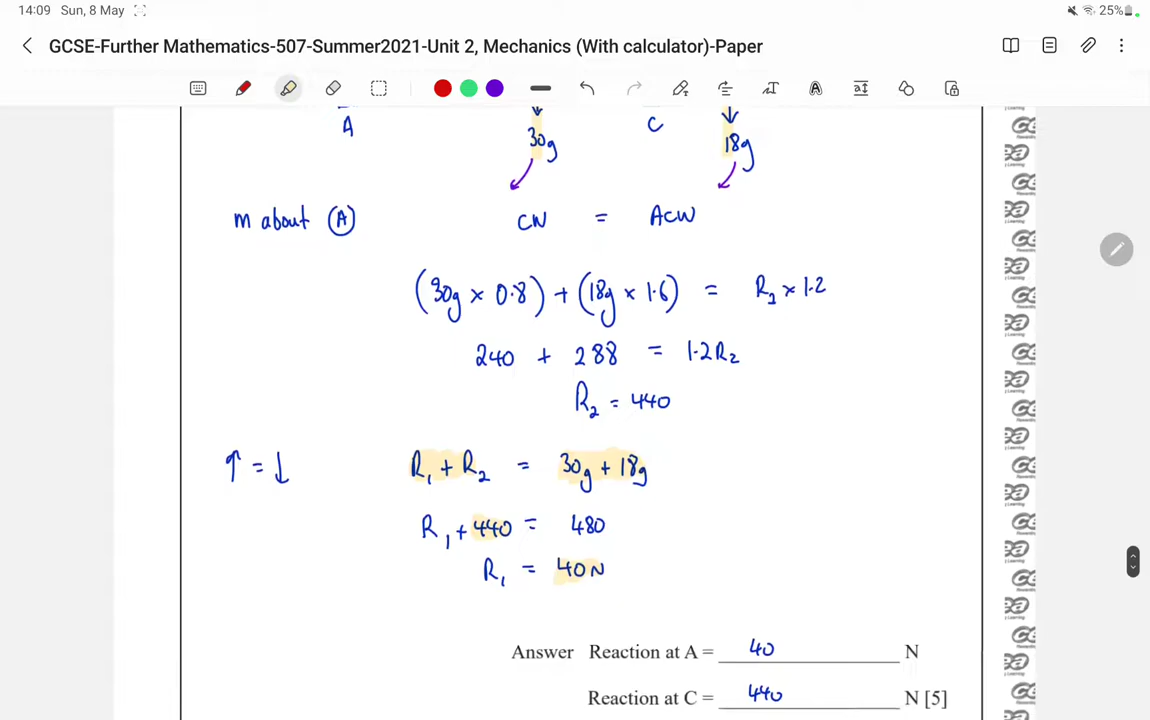 14:09 Sun, 8 May 25%
GCSE-Further Mathematics-507-Summer2021-Unit 2, Mechanics (With calculator)-Paper
A C
30g 18g
m about (A) CW = ACW
(30g × 0.8) + (18g × 1.6) = R₂ × 1.2
240 + 288 = 1.2R₂
R₂ = 440
↑ = ↓ R₁ + R₂ = 30g + 18g
R₁ + 440 = 480
R₁ = 40N
Answer Reaction at A = 40 N
Reaction at C = 440 N [5]